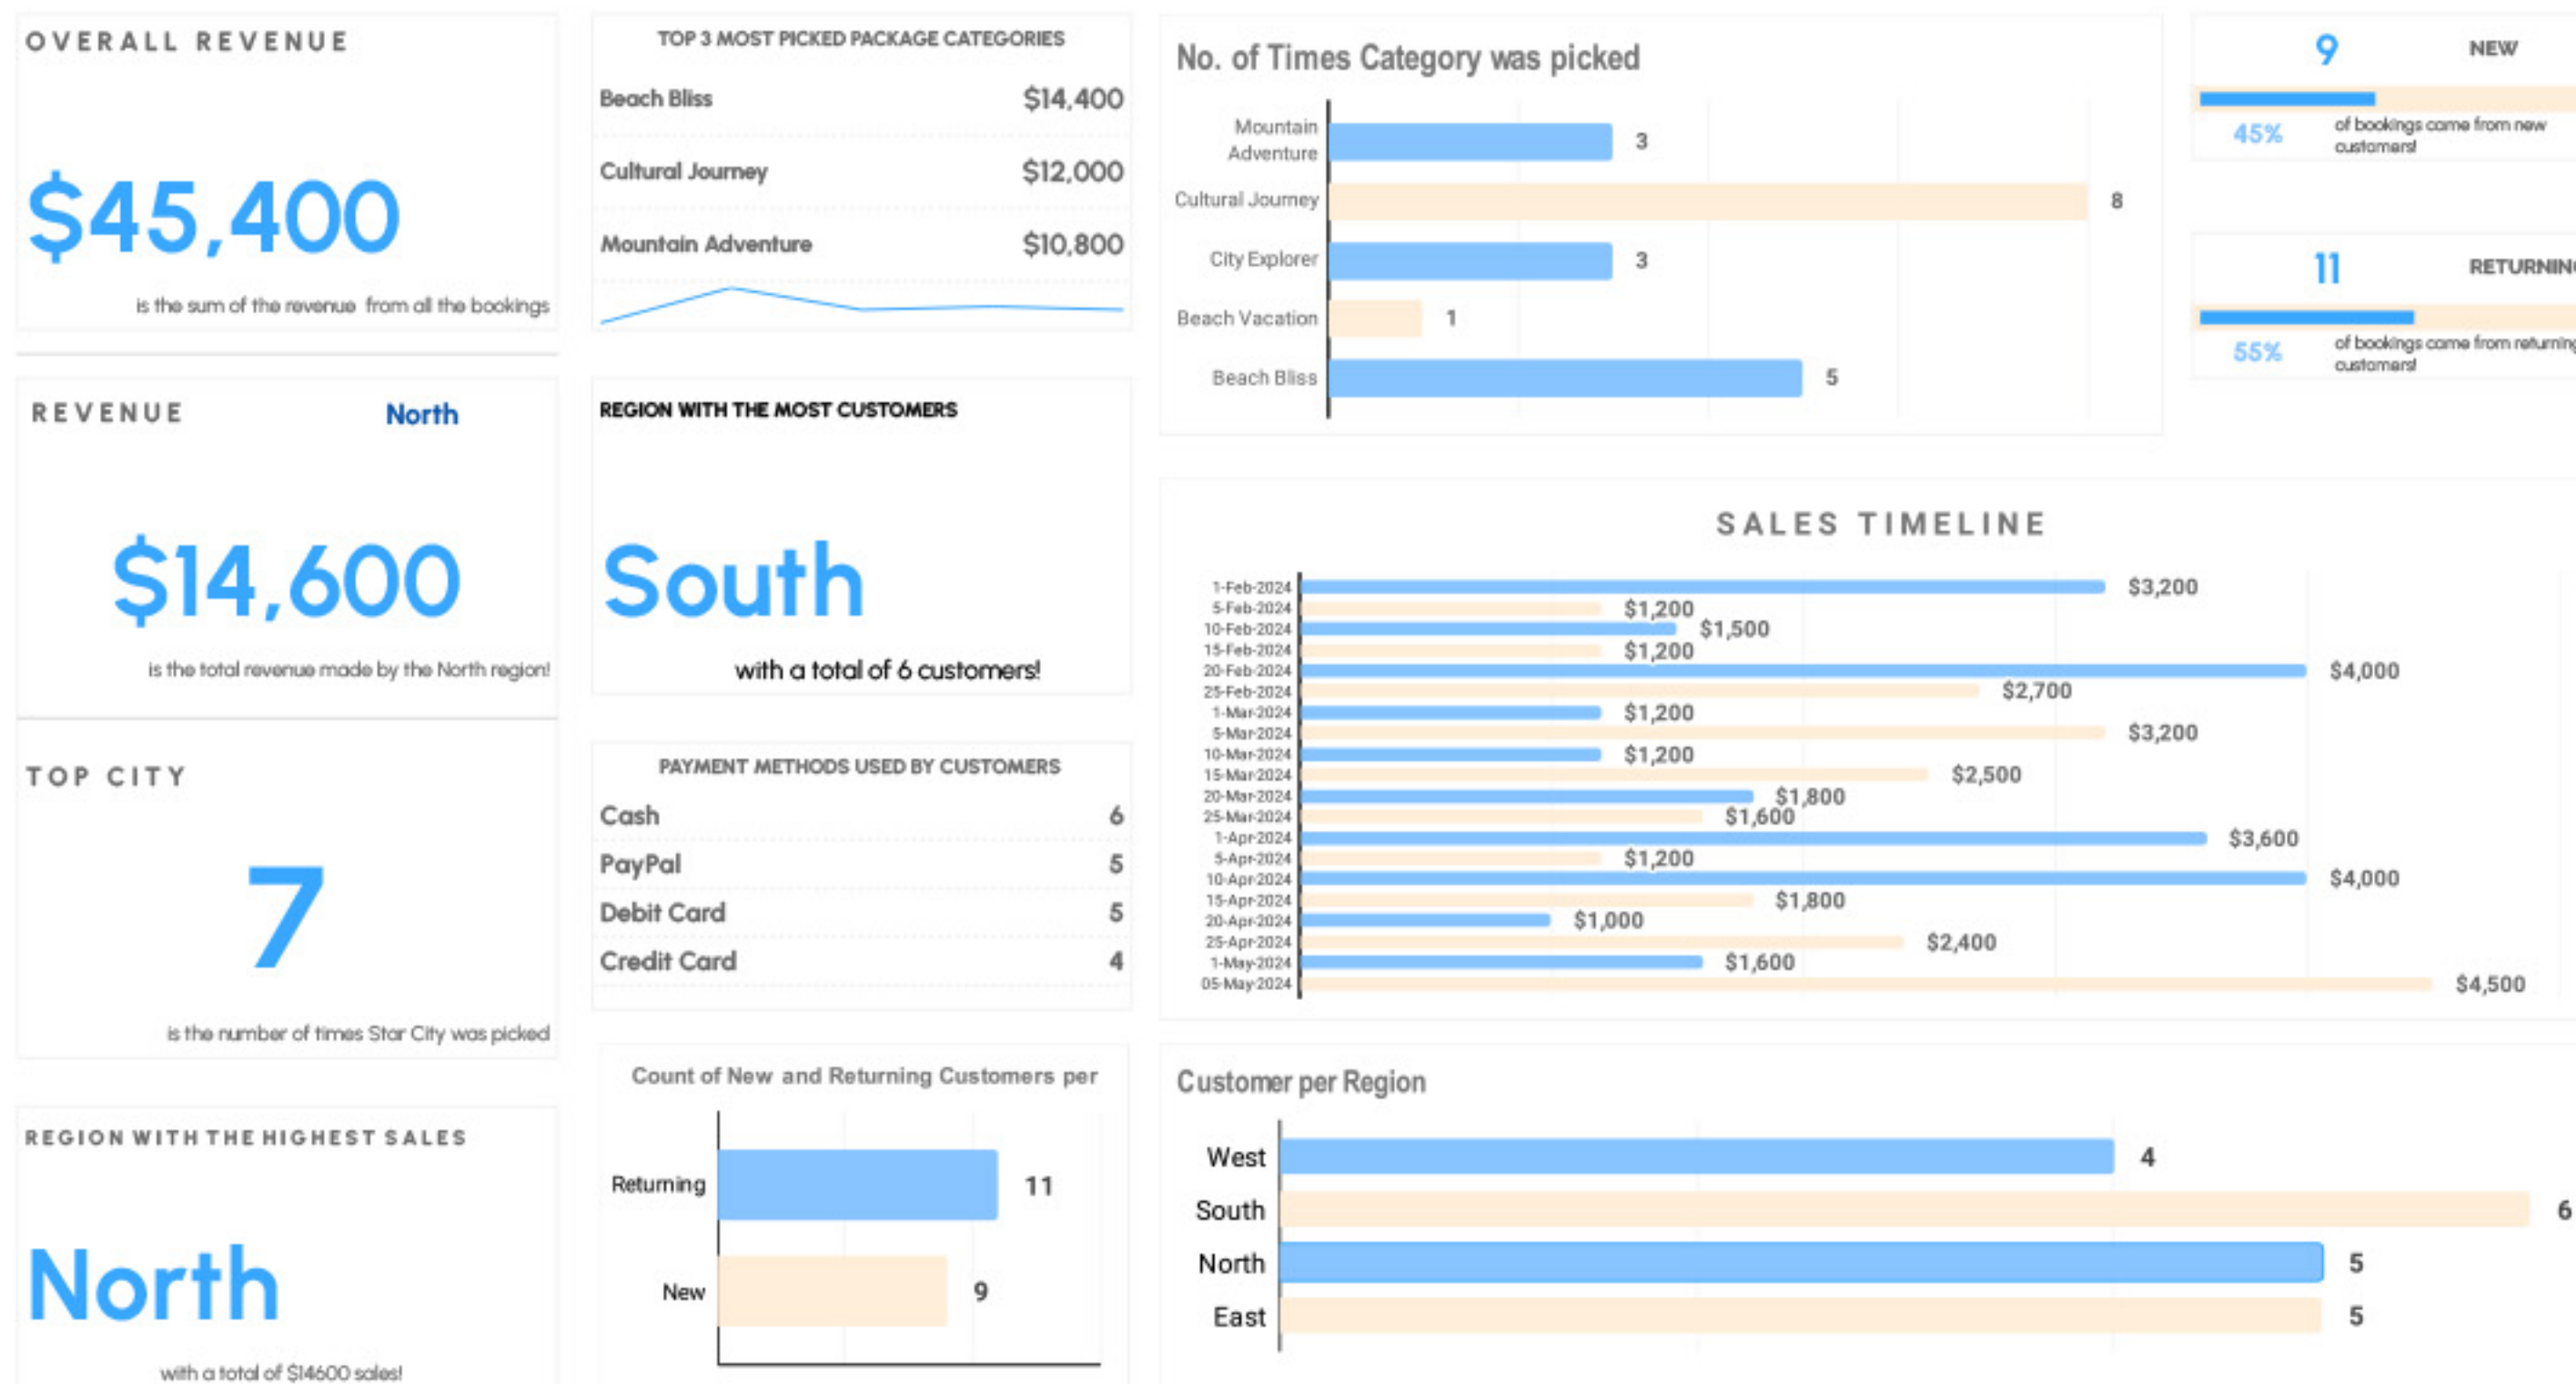 OVERALL REVENUE
$45,400
is the sum of the revenue from all the bookings
REVENUE North
$14,600
is the total revenue made by the North region!
TOP CITY
7
is the number of times Star City was picked
REGION WITH THE HIGHEST SALES
North
with a total of $14600 sales!
TOP 3 MOST PICKED PACKAGE CATEGORIES
Beach Bliss $14,400
Cultural Journey $12,000
Mountain Adventure $10,800
REGION WITH THE MOST CUSTOMERS
South
with a total of 6 customers!
PAYMENT METHODS USED BY CUSTOMERS
Cash 6
PayPal 5
Debit Card 5
Credit Card 4
Count of New and Returning Customers per
Returning 11
New 9
No. of Times Category was picked
Mountain
Adventure 3
Cultural Journey 8
City Explorer 3
Beach Vacation 1
Beach Bliss 5
9 NEW
45% of bookings came from new
customers!
11 RETURNING
55% of bookings came from returning
customers!
SALES TIMELINE
1-Feb-2024 $3,200
5-Feb-2024 $1,200
10-Feb-2024 $1,500
15-Feb-2024 $1,200
20-Feb-2024 $4,000
25-Feb-2024 $2,700
1-Mar-2024 $1,200
5-Mar-2024 $3,200
10-Mar-2024 $1,200
15-Mar-2024 $2,500
20-Mar-2024 $1,800
25-Mar-2024 $1,600
1-Apr-2024 $3,600
5-Apr-2024 $1,200
10-Apr-2024 $4,000
15-Apr-2024 $1,800
20-Apr-2024 $1,000
25-Apr-2024 $2,400
1-May-2024 $1,600
05-May-2024 $4,500
Customer per Region
West 4
South 6
North 5
East 5